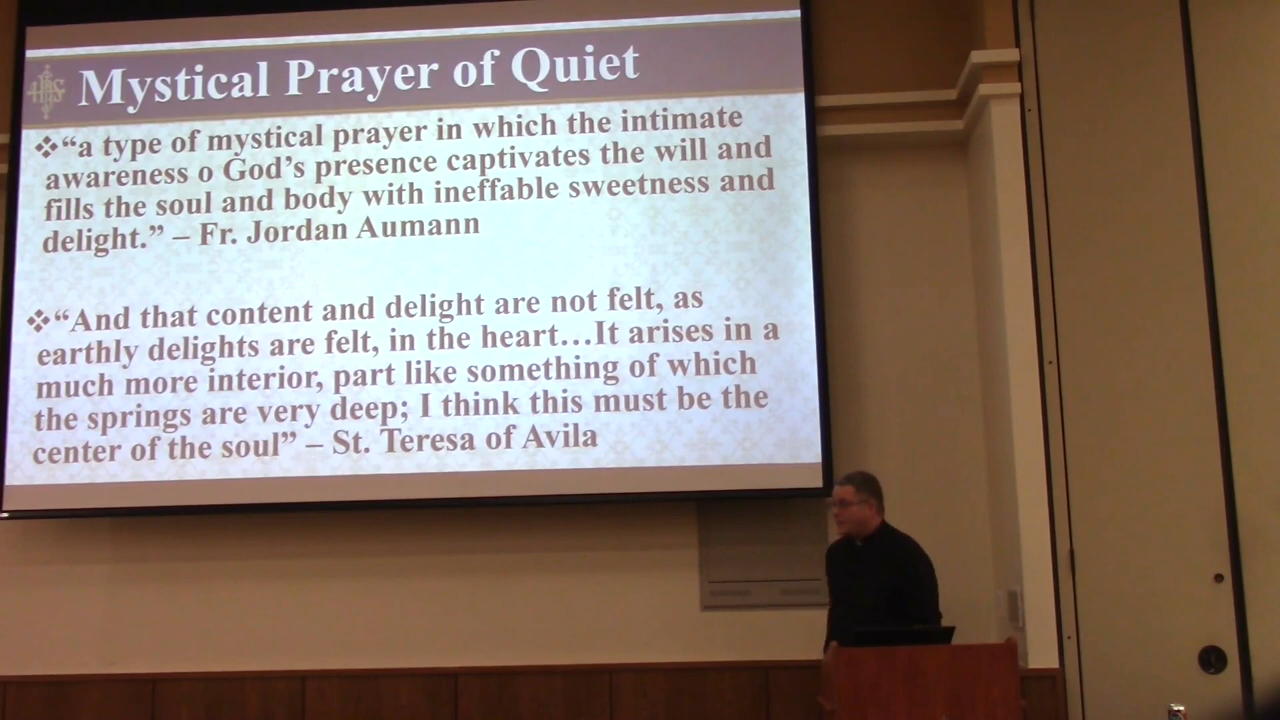 IHS
Mystical Prayer of Quiet
❖“a type of mystical prayer in which the intimate
awareness o God’s presence captivates the will and
fills the soul and body with ineffable sweetness and
delight.” – Fr. Jordan Aumann
❖“And that content and delight are not felt, as
earthly delights are felt, in the heart…It arises in a
much more interior, part like something of which
the springs are very deep; I think this must be the
center of the soul” – St. Teresa of Avila